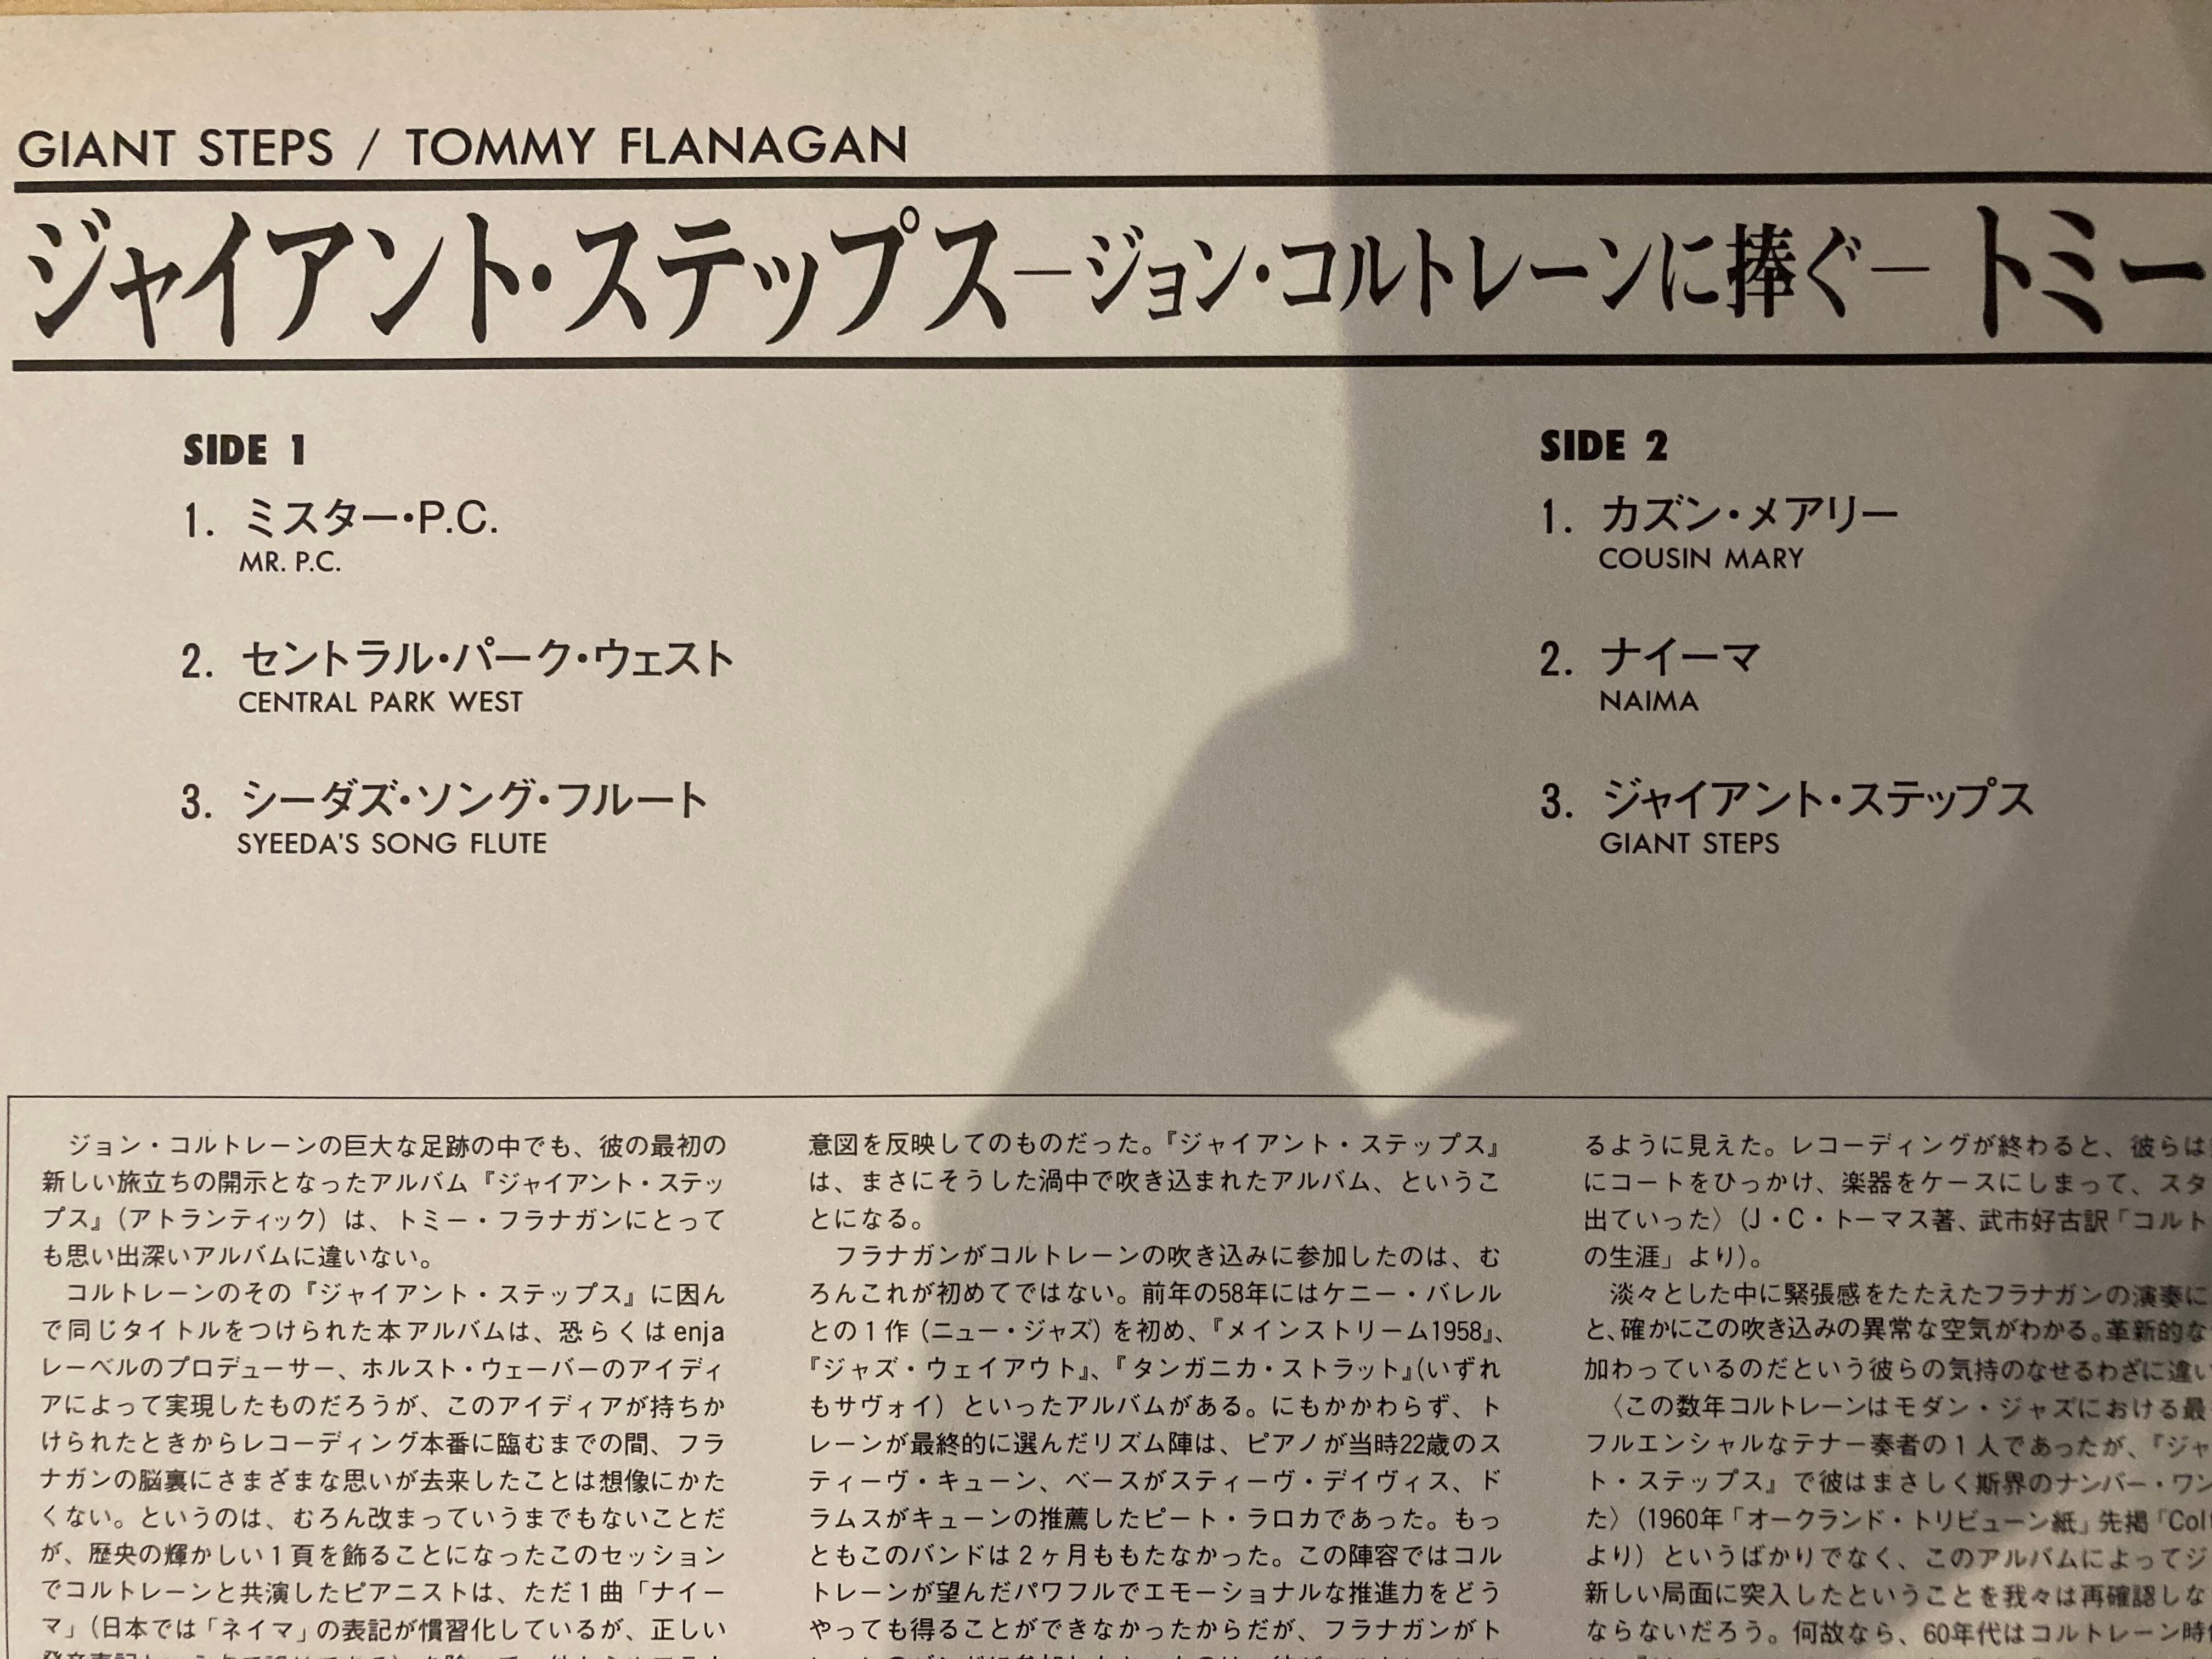 GIANT STEPS / TOMMY FLANAGAN
ジャイアント・ステップス―ジョン・コルトレーンに捧ぐ― トミー
SIDE 1
1. ミスター・P.C.
MR. P.C.
2. セントラル・パーク・ウェスト
CENTRAL PARK WEST
3. シーダズ・ソング・フルート
SYEEDA'S SONG FLUTE
SIDE 2
1. カズン・メアリー
COUSIN MARY
2. ナイーマ
NAIMA
3. ジャイアント・ステップス
GIANT STEPS
ジョン・コルトレーンの巨大な足跡の中でも、彼の最初の
新しい旅立ちの開示となったアルバム『ジャイアント・ステッ
プス』(アトランティック) は、トミー・フラナガンにとって
も思い出深いアルバムに違いない。
コルトレーンのその『ジャイアント・ステップス』に因ん
で同じタイトルをつけられた本アルバムは、恐らくは enja
レーベルのプロデューサー、ホルスト・ウェーバーのアイディ
アによって実現したものだろうが、このアイディアが持ちか
けられたときからレコーディング本番に臨むまでの間、フラ
ナガンの脳裏にさまざまな思いが去来したことは想像にかた
くない。というのは、むろん改まっていうまでもないことだ
が、歴史の輝かしい1頁を飾ることになったこのセッション
でコルトレーンと共演したピアニストは、ただ1曲「ナイー
マ」(日本では「ネイマ」の表記が慣習化しているが、正しい
意図を反映してのものだった。『ジャイアント・ステップス』
は、まさにそうした渦中で吹き込まれたアルバム、というこ
とになる。
フラナガンがコルトレーンの吹き込みに参加したのは、む
ろんこれが初めてではない。前年の58年にはケニー・バレル
との1作 (ニュー・ジャズ) を初め、『メインストリーム1958』、
『ジャズ・ウェイアウト』、『タンガニカ・ストラット』(いずれ
もサヴォイ) といったアルバムがある。にもかかわらず、ト
レーンが最終的に選んだリズム陣は、ピアノが当時22歳のス
ティーヴ・キューン、ベースがスティーヴ・デイヴィス、ド
ラムスがキューンの推薦したピート・ラロカであった。もっ
ともこのバンドは2ヶ月ももたなかった。この陣容ではコル
トレーンが望んだパワフルでエモーショナルな推進力をどう
やっても得ることができなかったからだが、フラナガンがト
るように見えた。レコーディングが終わると、彼らは
にコートをひっかけ、楽器をケースにしまって、スタ
出ていった〉(J・C・トーマス著、武市好古訳「コルト
の生涯」より)。
淡々とした中に緊張感をたたえたフラナガンの演奏に
と、確かにこの吹き込みの異常な空気がわかる。革新的な
加わっているのだという彼らの気持のなせるわざに違い
〈この数年コルトレーンはモダン・ジャズにおける最
フルエンシャルなテナー奏者の1人であったが、『ジャ
ト・ステップス』で彼はまさしく斯界のナンバー・ワン
た〉(1960年「オークランド・トリビューン紙」先掲「Col
より) というばかりでなく、このアルバムによってジ
新しい局面に突入したということを我々は再確認しな
ならないだろう。何故なら、60年代はコルトレーン時